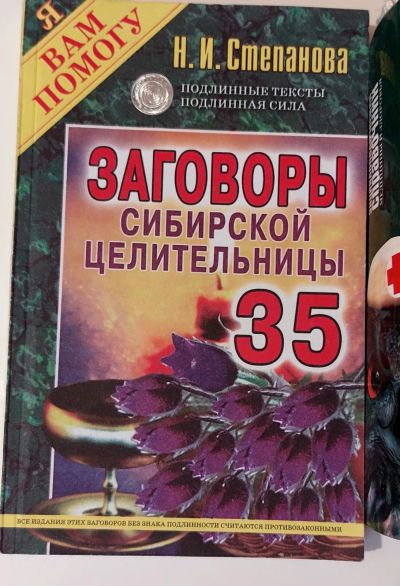 Я
ВАМ
ПОМОГУ
Н. И. Степанова
ПОДЛИННЫЕ ТЕКСТЫ
ПОДЛИННАЯ СИЛА
ЗАГОВОРЫ
СИБИРСКОЙ
ЦЕЛИТЕЛЬНИЦЫ
35
ВСЕ ИЗДАНИЯ ЭТИХ ЗАГОВОРОВ БЕЗ ЗНАКА ПОДЛИННОСТИ СЧИТАЮТСЯ ПРОТИВОЗАКОННЫМИ
СПРАВОЧНИК